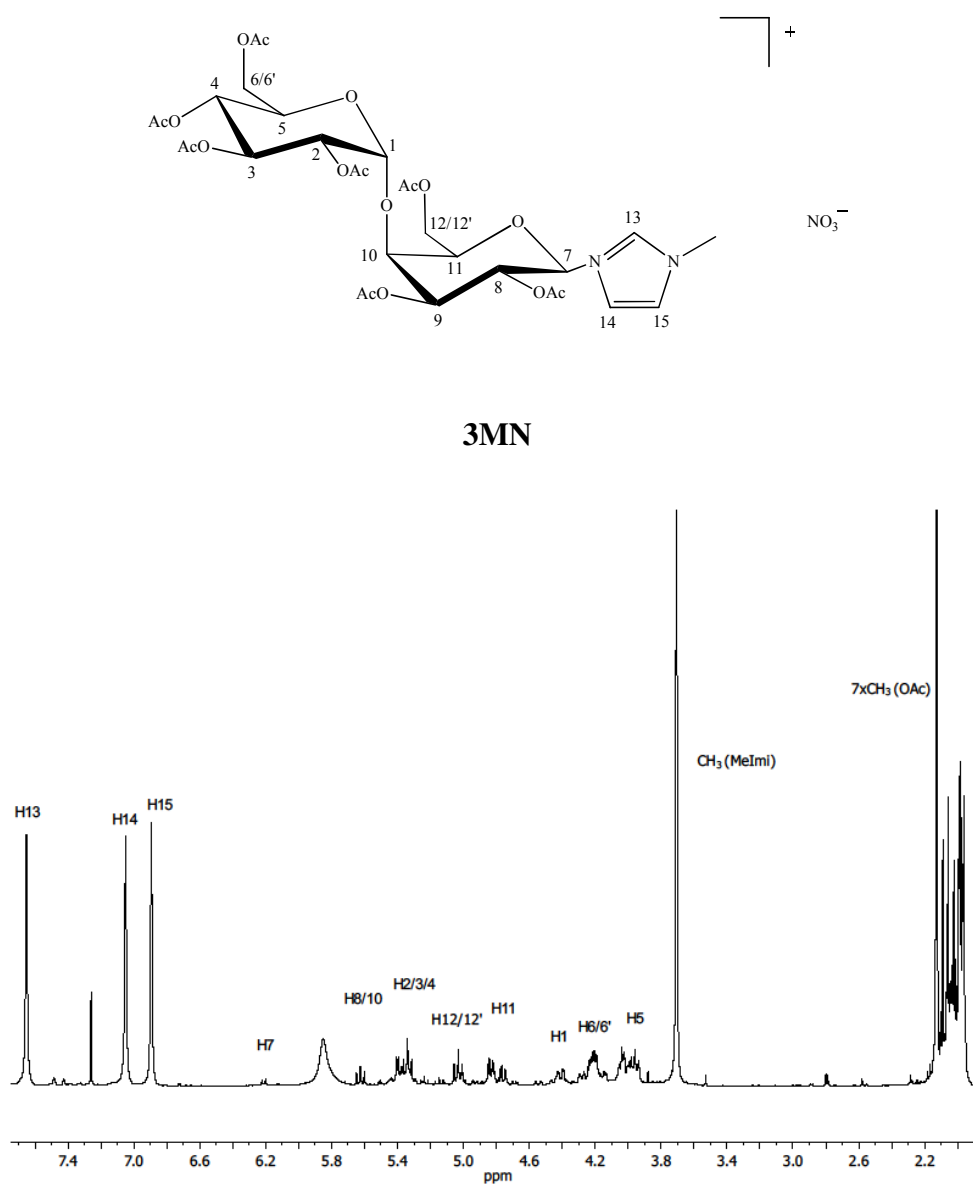 OAc
+
6/6'
4
O
AcO
5
1
AcO
2
AcO
3
OAc
O
12/12'
O
13
NO3−
10
7
N
N
11
AcO
8
OAc
9
14
15
3MN
7xCH3 (OAc)
CH3 (MeImi)
H13
H14
H15
H2/3/4
H8/10
H12/12'
H11
H7
H1
H6/6'
H5
7.4 7.0 6.6 6.2 5.8 5.4 5.0 4.6 4.2 3.8 3.4 3.0 2.6 2.2
ppm